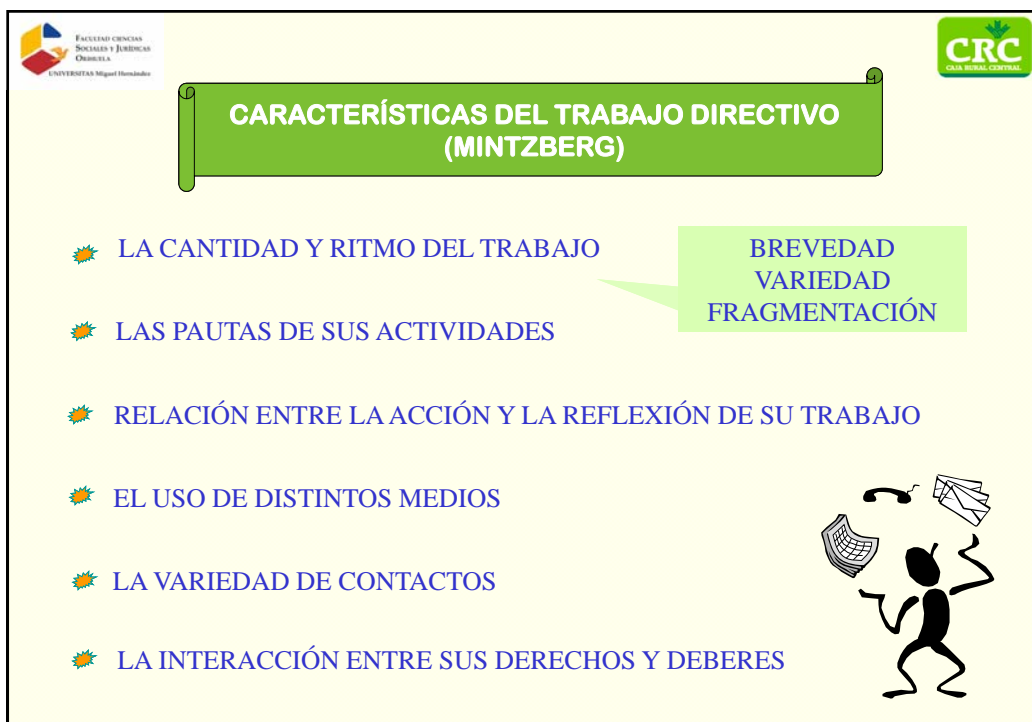 FACULTAD CIENCIAS
SOCIALES Y JURÍDICAS
ORIHUELA
UNIVERSITAS Miguel Hernández
CRC
CAJA RURAL CENTRAL
CARACTERÍSTICAS DEL TRABAJO DIRECTIVO
(MINTZBERG)
LA CANTIDAD Y RITMO DEL TRABAJO
BREVEDAD
VARIEDAD
FRAGMENTACIÓN
LAS PAUTAS DE SUS ACTIVIDADES
RELACIÓN ENTRE LA ACCIÓN Y LA REFLEXIÓN DE SU TRABAJO
EL USO DE DISTINTOS MEDIOS
LA VARIEDAD DE CONTACTOS
LA INTERACCIÓN ENTRE SUS DERECHOS Y DEBERES